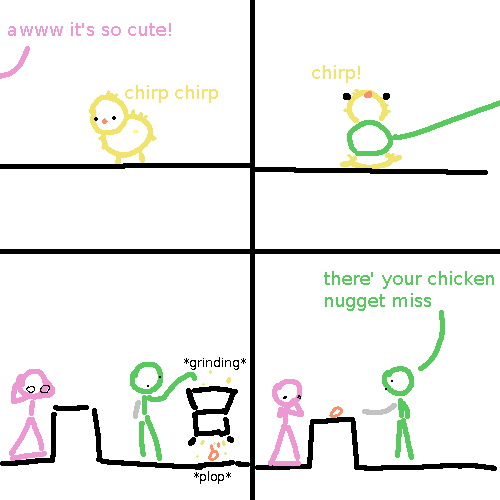 awww it's so cute!
chirp chirp
chirp!
*grinding*
*plop*
there' your chicken
nugget miss